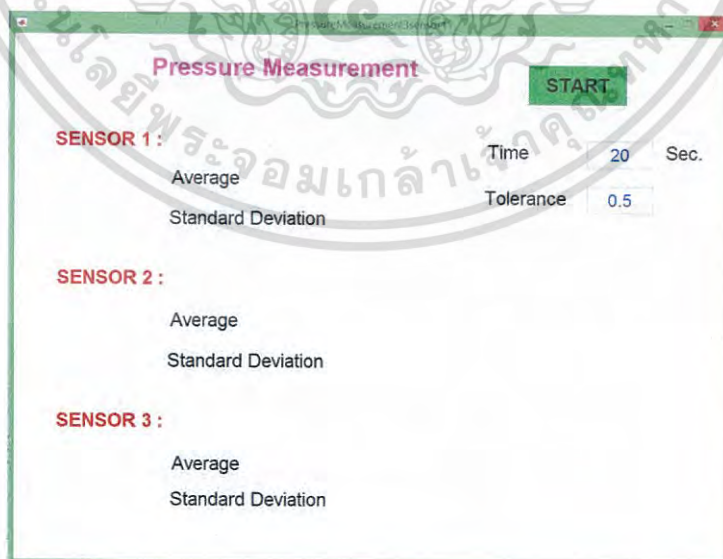 PressureMeasurement3sensor1
Pressure Measurement
START
SENSOR 1 :
Time 20 Sec.
Average
Tolerance 0.5
Standard Deviation
SENSOR 2 :
Average
Standard Deviation
SENSOR 3 :
Average
Standard Deviation